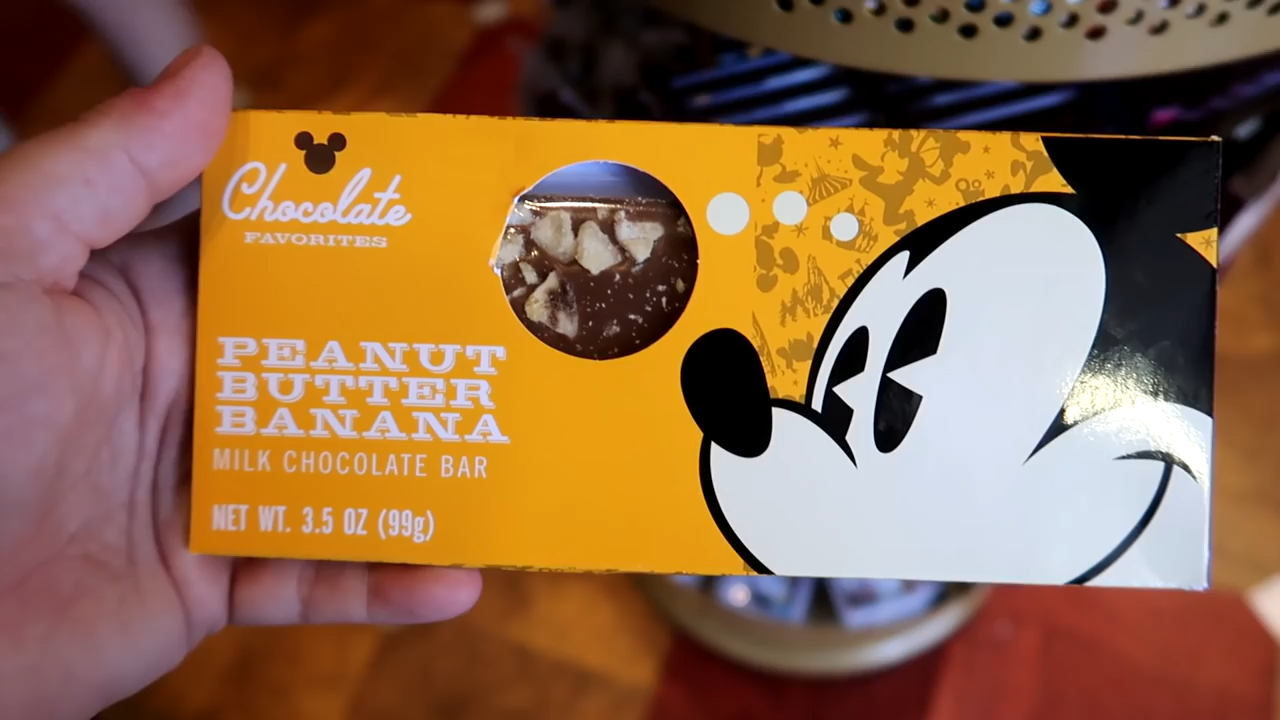 Chocolate
FAVORITES
PEANUT
BUTTER
BANANA
MILK CHOCOLATE BAR
NET WT. 3.5 OZ (99g)